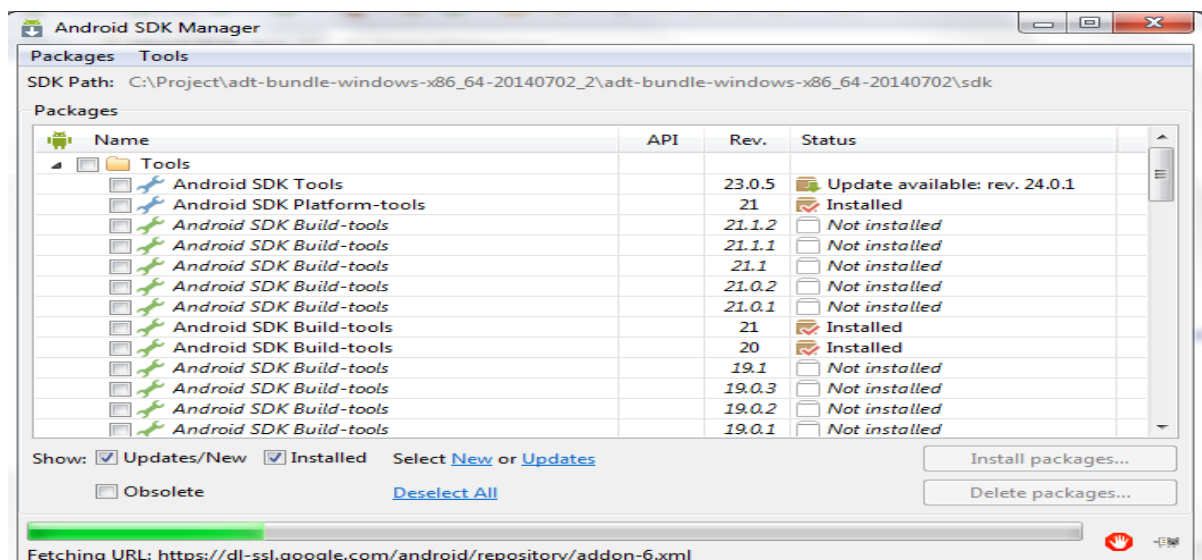 Android SDK Manager
Packages Tools
SDK Path: C:\Project\adt-bundle-windows-x86_64-20140702_2\adt-bundle-windows-x86_64-20140702\sdk
Packages
Name API Rev. Status
Tools
Android SDK Tools 23.0.5 Update available: rev. 24.0.1
Android SDK Platform-tools 21 Installed
Android SDK Build-tools 21.1.2 Not installed
Android SDK Build-tools 21.1.1 Not installed
Android SDK Build-tools 21.1 Not installed
Android SDK Build-tools 21.0.2 Not installed
Android SDK Build-tools 21.0.1 Not installed
Android SDK Build-tools 21 Installed
Android SDK Build-tools 20 Installed
Android SDK Build-tools 19.1 Not installed
Android SDK Build-tools 19.0.3 Not installed
Android SDK Build-tools 19.0.2 Not installed
Android SDK Build-tools 19.0.1 Not installed
Show: Updates/New Installed Select New or Updates Install packages...
Obsolete Deselect All Delete packages...
Fetching URL: https://dl-ssl.google.com/android/repository/addon-6.xml